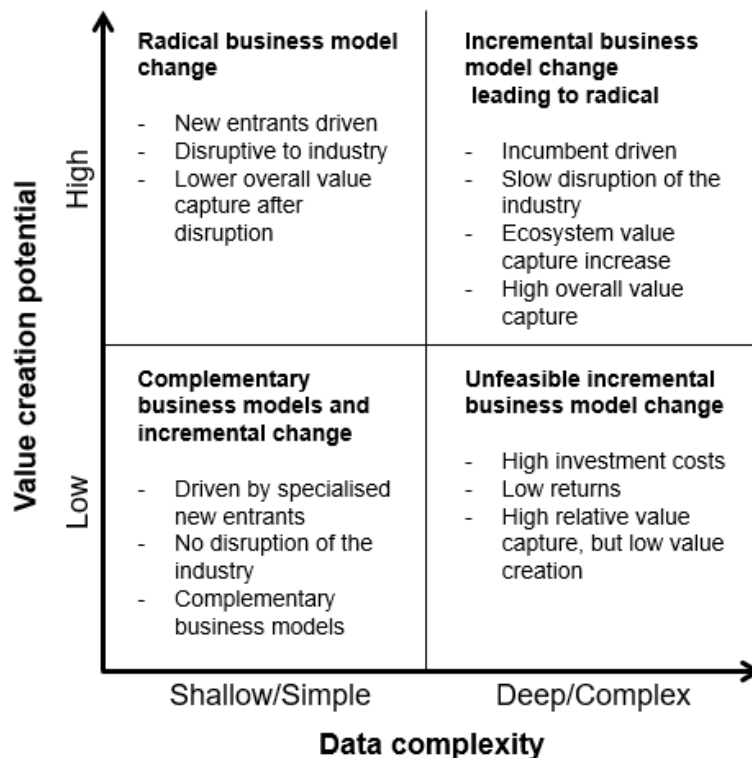 Value creation potential
High
Low
Radical business model
change
- New entrants driven
- Disruptive to industry
- Lower overall value
capture after
disruption
Incremental business
model change
leading to radical
- Incumbent driven
- Slow disruption of the
industry
- Ecosystem value
capture increase
- High overall value
capture
Complementary
business models and
incremental change
- Driven by specialised
new entrants
- No disruption of the
industry
- Complementary
business models
Unfeasible incremental
business model change
- High investment costs
- Low returns
- High relative value
capture, but low value
creation
Shallow/Simple
Deep/Complex
Data complexity